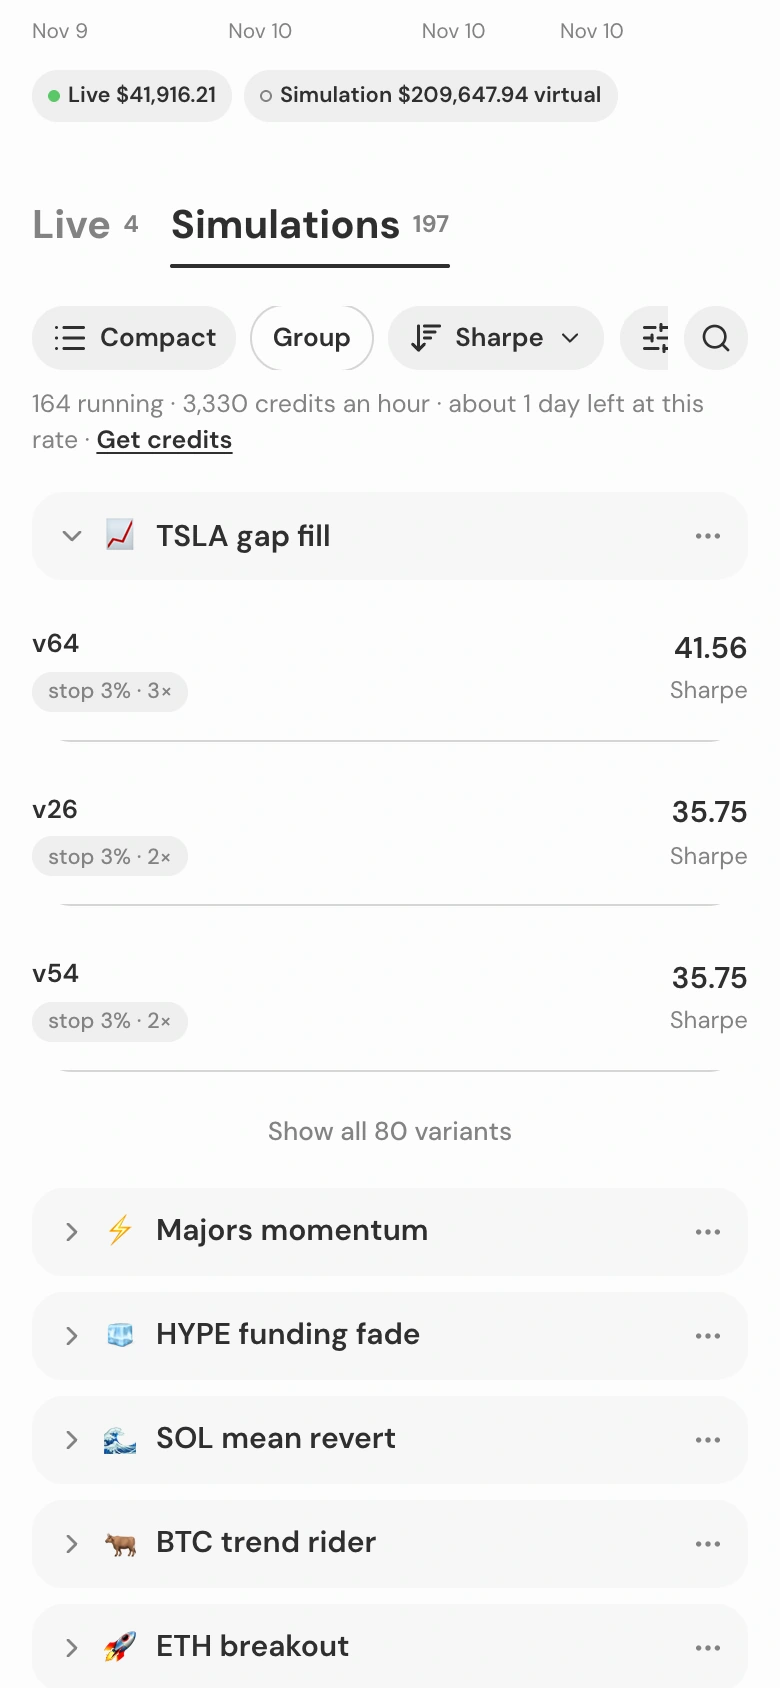 Nov 9 Nov 10 Nov 10 Nov 10
Live $41,916.21 Simulation $209,647.94 virtual
Live 4 Simulations 197
Compact Group Sharpe
164 running · 3,330 credits an hour · about 1 day left at this
rate · Get credits
TSLA gap fill
v64 41.56
stop 3% · 3× Sharpe
v26 35.75
stop 3% · 2× Sharpe
v54 35.75
stop 3% · 2× Sharpe
Show all 80 variants
Majors momentum
HYPE funding fade
SOL mean revert
BTC trend rider
ETH breakout